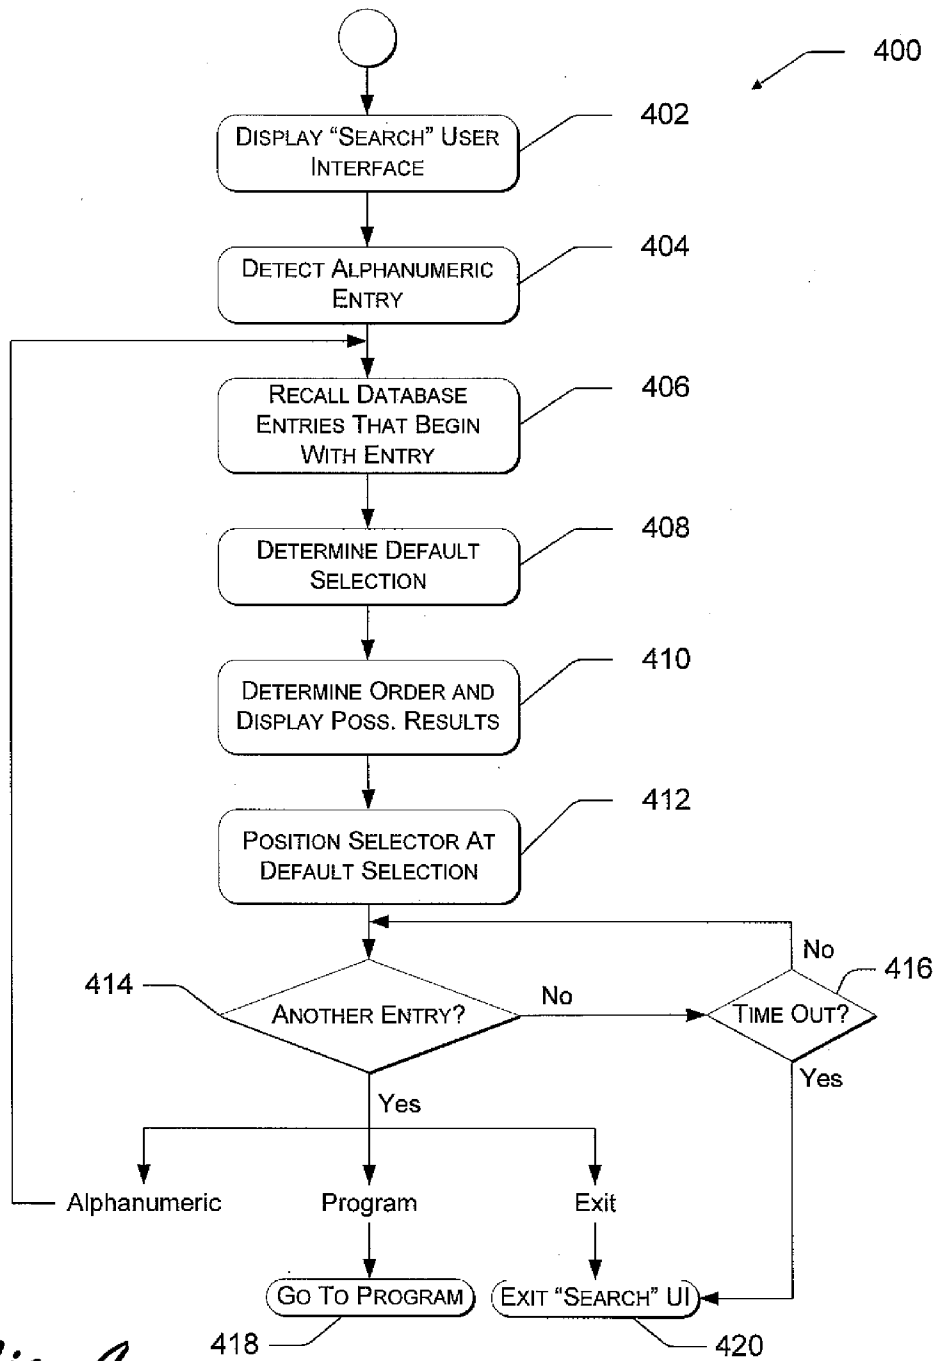 400
DISPLAY “SEARCH” USER
INTERFACE
402
DETECT ALPHANUMERIC
ENTRY
404
RECALL DATABASE
ENTRIES THAT BEGIN
WITH ENTRY
406
DETERMINE DEFAULT
SELECTION
408
DETERMINE ORDER AND
DISPLAY POSS. RESULTS
410
POSITION SELECTOR AT
DEFAULT SELECTION
412
414
ANOTHER ENTRY?
No
TIME OUT?
416
No
Yes
Yes
Alphanumeric
Program
Exit
GO TO PROGRAM
EXIT “SEARCH” UI
418
420